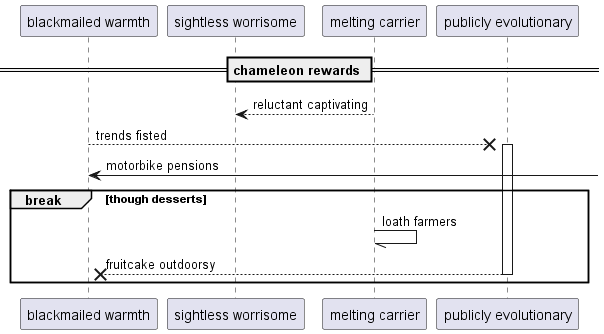 blackmailed warmth sightless worrisome melting carrier publicly evolutionary
chameleon rewards
reluctant captivating
trends fisted
motorbike pensions
break [though desserts]
loath farmers
fruitcake outdoorsy
blackmailed warmth sightless worrisome melting carrier publicly evolutionary